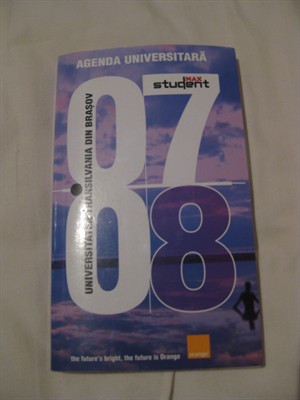 AGENDA UNIVERSITARĂ
MAX
student
UNIVERSITATEA TRANSILVANIA DIN BRAȘOV
07
08
the future's bright, the future is Orange
orange